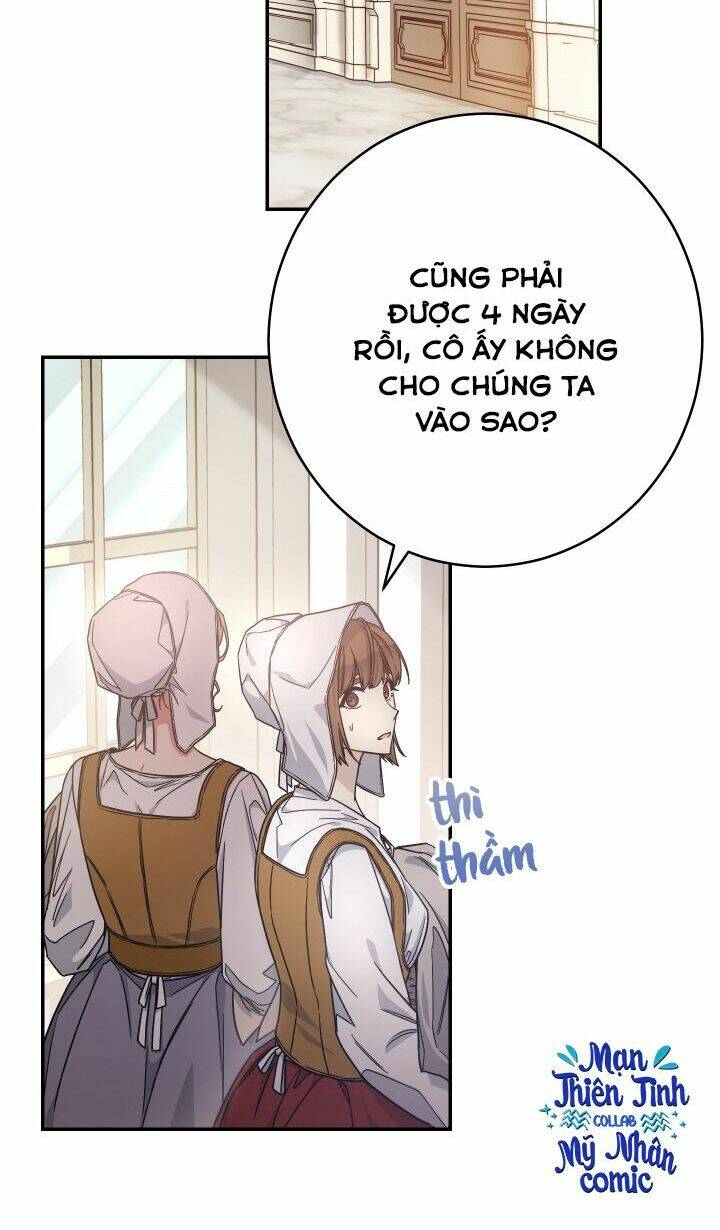 CŨNG PHẢI
ĐƯỢC 4 NGÀY
RỒI, CÔ ẤY KHÔNG
CHO CHÚNG TA
VÀO SAO?
thì
thầm
Mạn
Thiên Tinh
COLLAB
Mỹ Nhân
comic